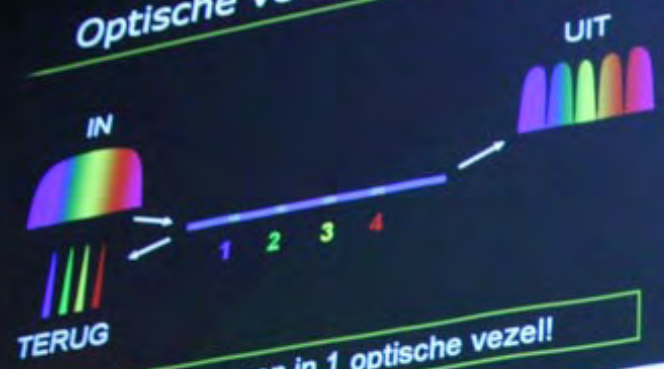 Optische
UIT
IN
1 2 3 4
TERUG
in 1 optische vezel!